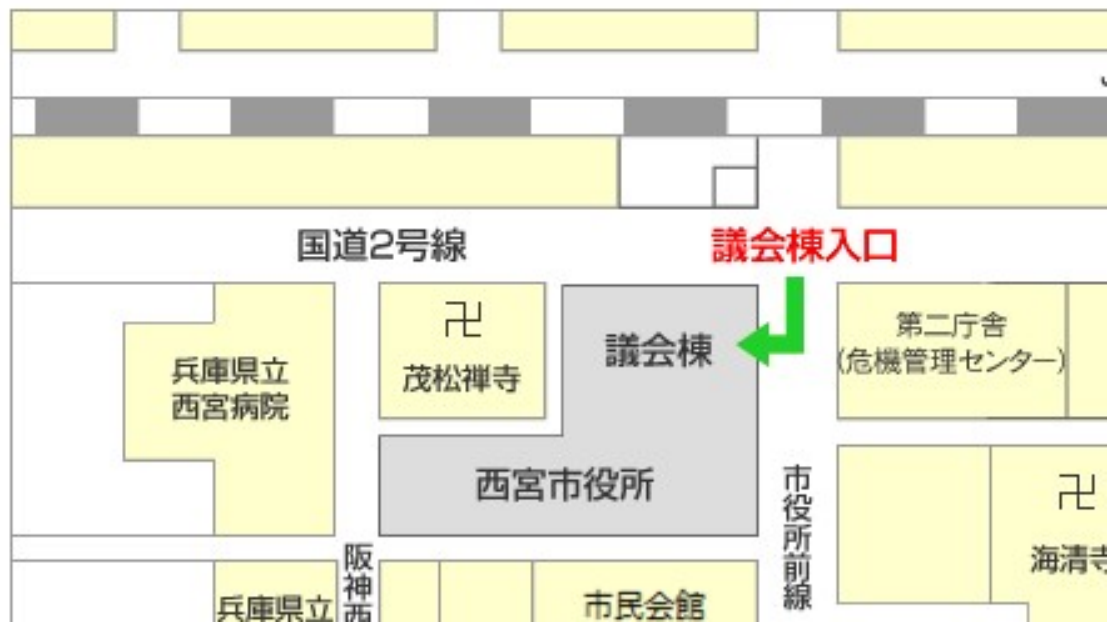 国道2号線
議会棟入口
卍
茂松禅寺
議会棟
第二庁舎
(危機管理センター)
兵庫県立
西宮病院
西宮市役所
市役所前線
卍
海清寺
阪神西
兵庫県立
市民会館